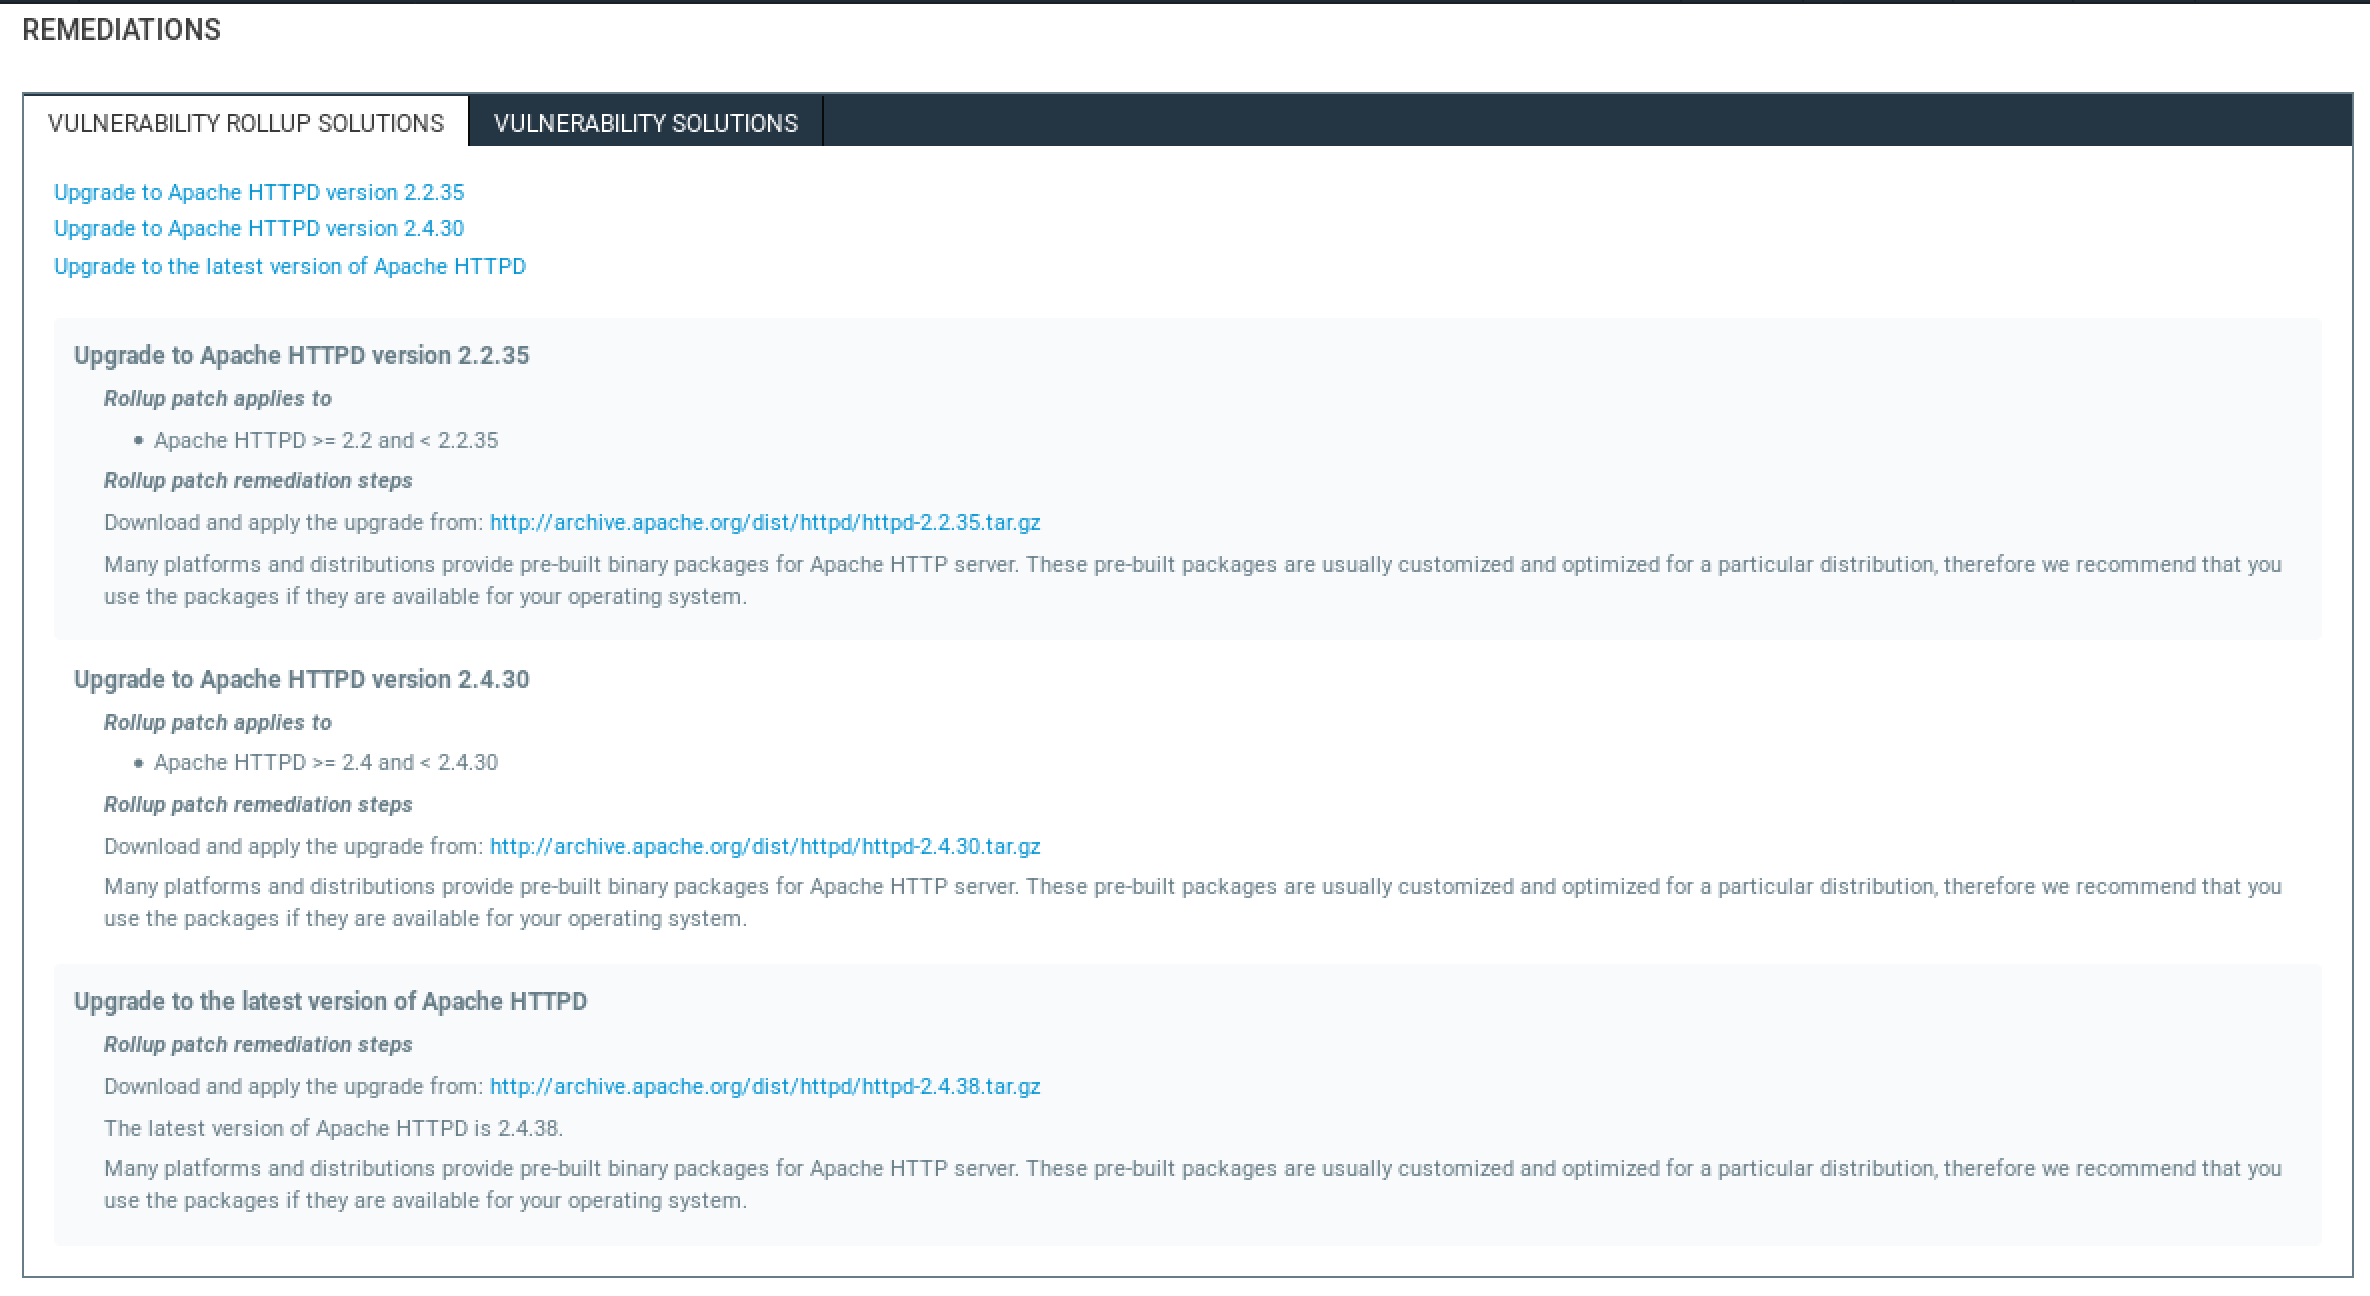 REMEDIATIONS
VULNERABILITY ROLLUP SOLUTIONS
VULNERABILITY SOLUTIONS
Upgrade to Apache HTTPD version 2.2.35
Upgrade to Apache HTTPD version 2.4.30
Upgrade to the latest version of Apache HTTPD
Upgrade to Apache HTTPD version 2.2.35
Rollup patch applies to
• Apache HTTPD >= 2.2 and < 2.2.35
Rollup patch remediation steps
Download and apply the upgrade from: http://archive.apache.org/dist/httpd/httpd-2.2.35.tar.gz
Many platforms and distributions provide pre-built binary packages for Apache HTTP server. These pre-built packages are usually customized and optimized for a particular distribution, therefore we recommend that you
use the packages if they are available for your operating system.
Upgrade to Apache HTTPD version 2.4.30
Rollup patch applies to
• Apache HTTPD >= 2.4 and < 2.4.30
Rollup patch remediation steps
Download and apply the upgrade from: http://archive.apache.org/dist/httpd/httpd-2.4.30.tar.gz
Many platforms and distributions provide pre-built binary packages for Apache HTTP server. These pre-built packages are usually customized and optimized for a particular distribution, therefore we recommend that you
use the packages if they are available for your operating system.
Upgrade to the latest version of Apache HTTPD
Rollup patch remediation steps
Download and apply the upgrade from: http://archive.apache.org/dist/httpd/httpd-2.4.38.tar.gz
The latest version of Apache HTTPD is 2.4.38.
Many platforms and distributions provide pre-built binary packages for Apache HTTP server. These pre-built packages are usually customized and optimized for a particular distribution, therefore we recommend that you
use the packages if they are available for your operating system.